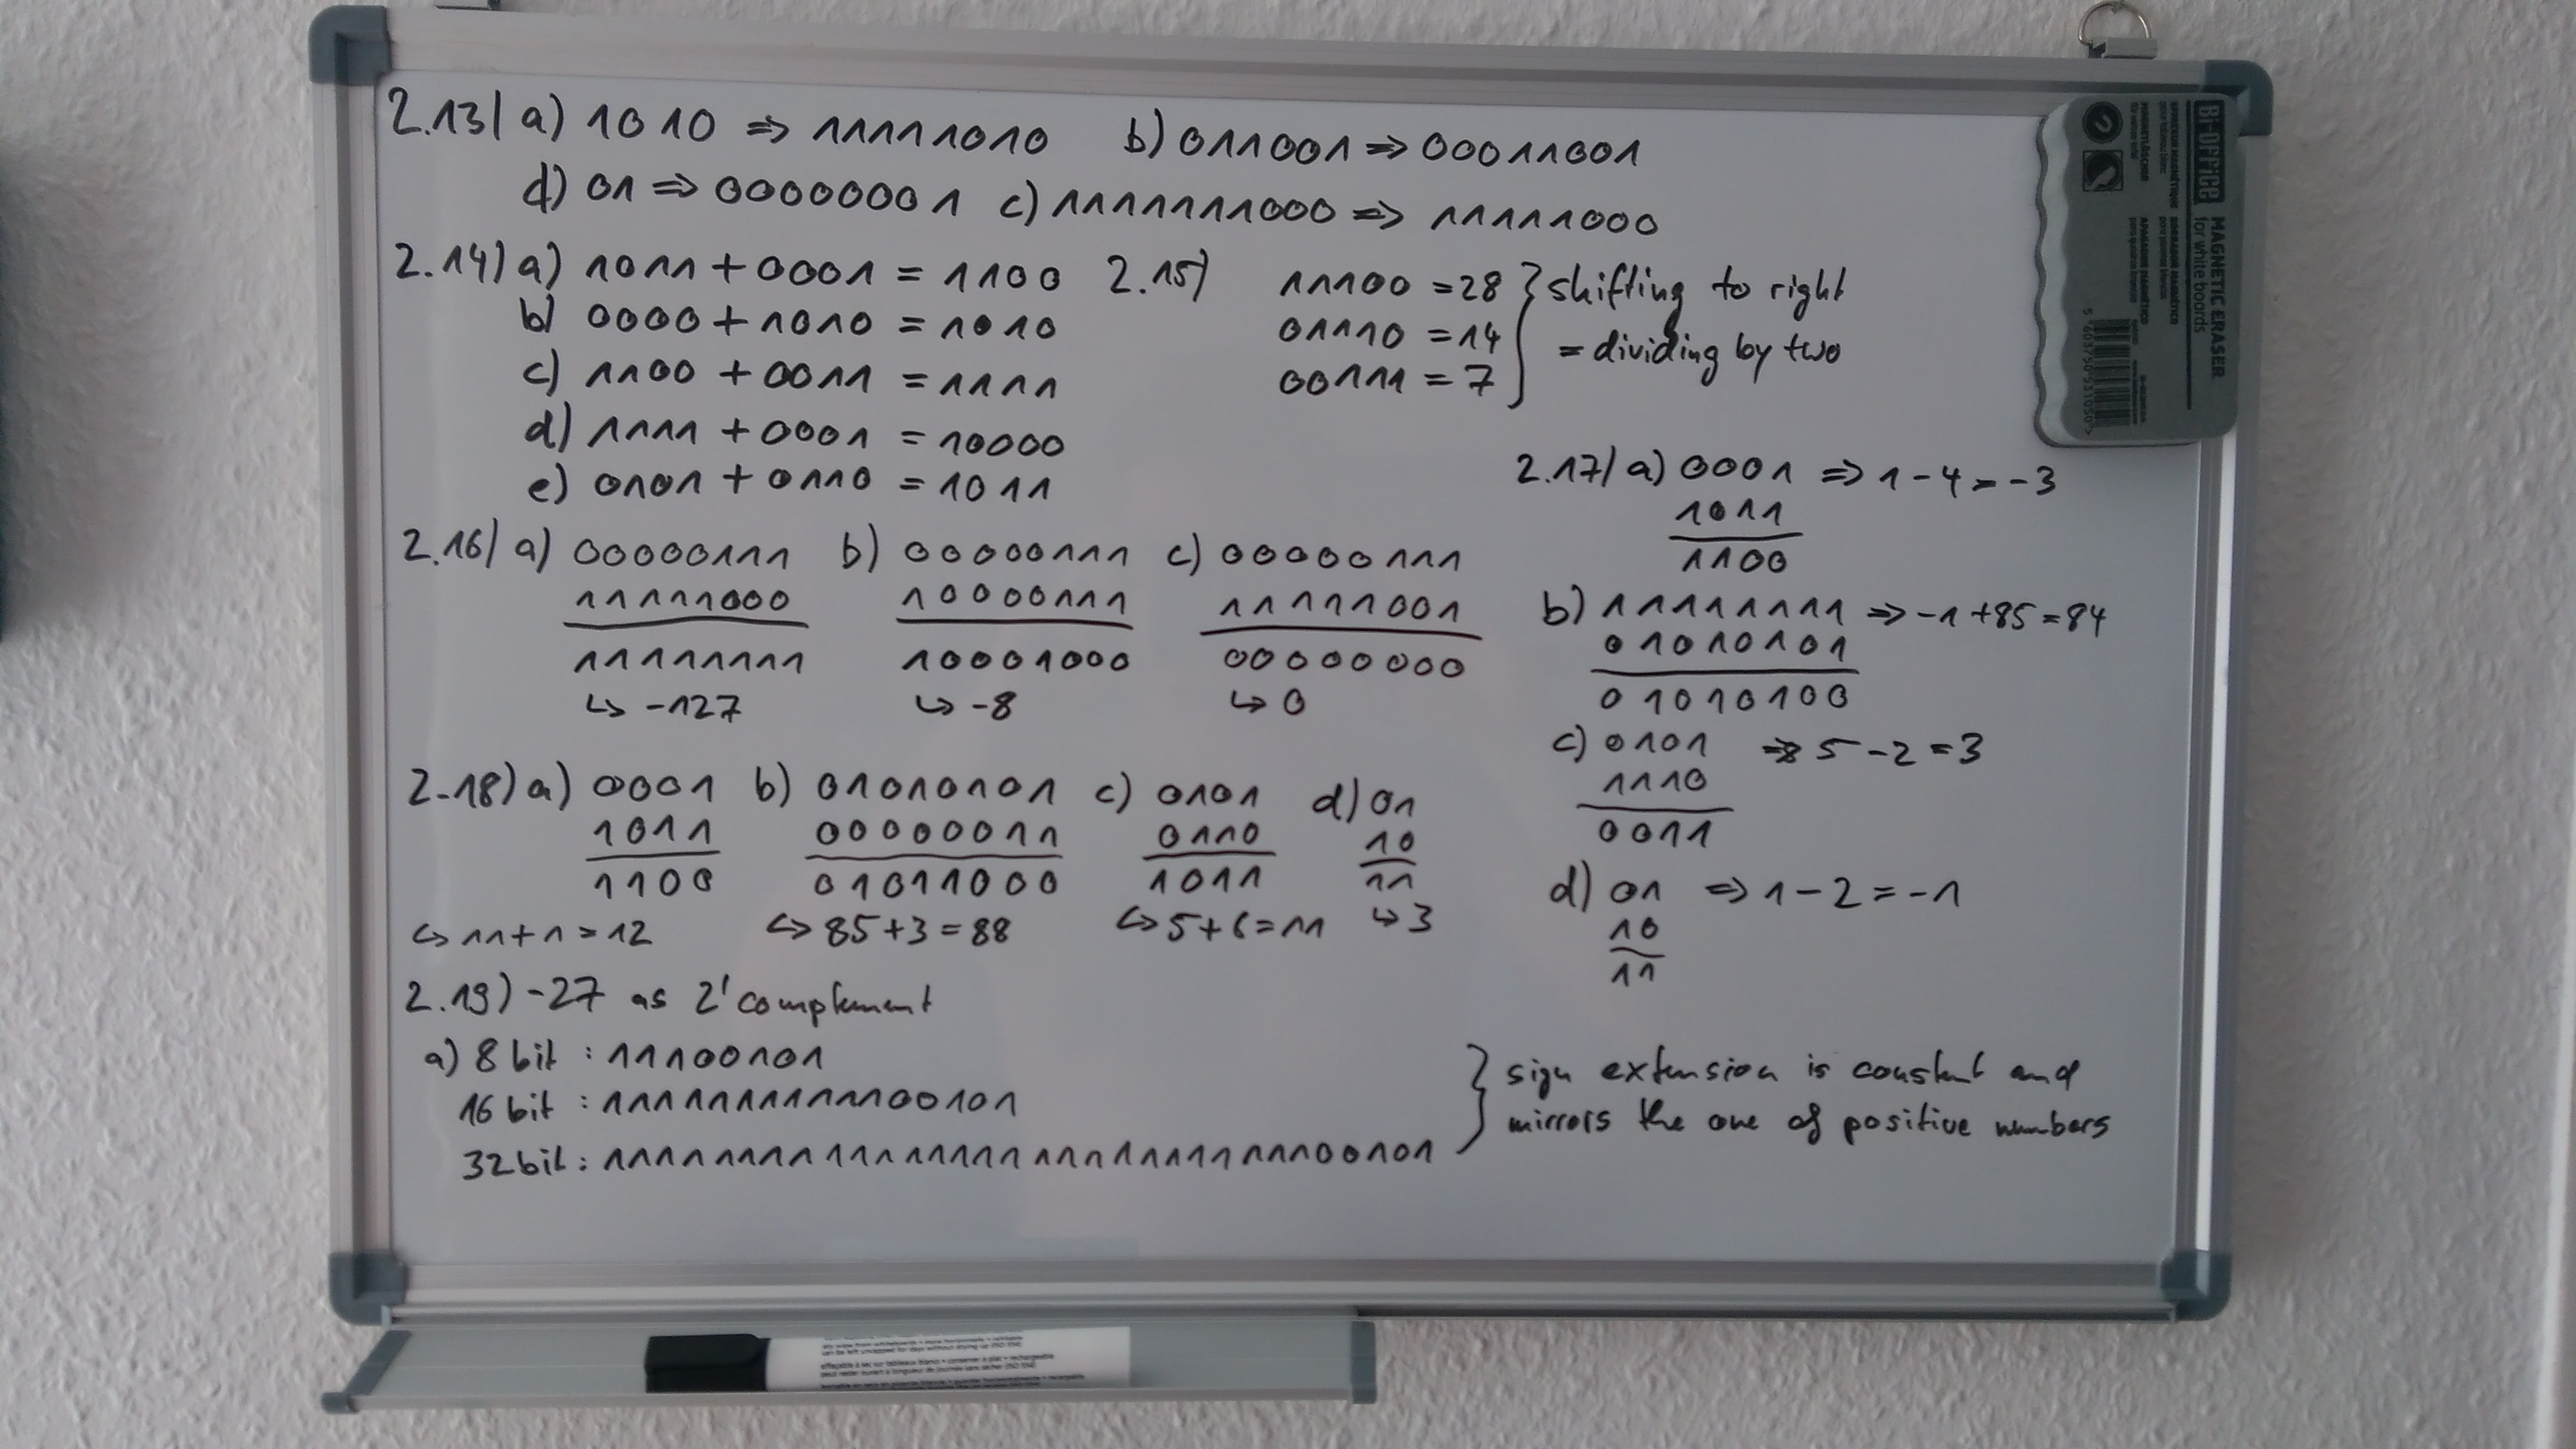 2.13) a) 1010 => 11111010 b) 011001 => 00011001
d) 01 => 00000001 c) 1111111000 => 11111000
2.14) a) 1011 + 0001 = 1100
b) 0000 + 1010 = 1010
c) 1100 + 0011 = 1111
d) 1111 + 0001 = 10000
e) 0101 + 0110 = 1011
2.15) 11100 = 28 } shifting to right
01110 = 14 = dividing by two
00111 = 7
2.16) a) 00000111 b) 00000111 c) 00000111
11111000 10000111 11111001
11111111 10001000 00000000
↳ -127 ↳ -8 ↳ 0
2.17) a) 0001 => 1 - 4 = -3
1011
1100
b) 11111111 => -1 + 85 = 84
01010101
01010100
c) 0101 => 5 - 2 = 3
1110
0011
d) 01 => 1 - 2 = -1
10
11
2.18) a) 0001 b) 01010101 c) 0101 d) 01
1011 00000011 0110 10
1100 01011000 1011 11
↳ 11 + 1 = 12 ↳ 85 + 3 = 88 ↳ 5 + 6 = 11 ↳ 3
2.19) -27 as 2' complement
a) 8 bit : 11100101
16 bit : 1111111111100101
32 bit : 11111111111111111111111111100101
} sign extension is constant and
mirrors the one of positive numbers
Bi-Office
MAGNETIC ERASER
for white boards